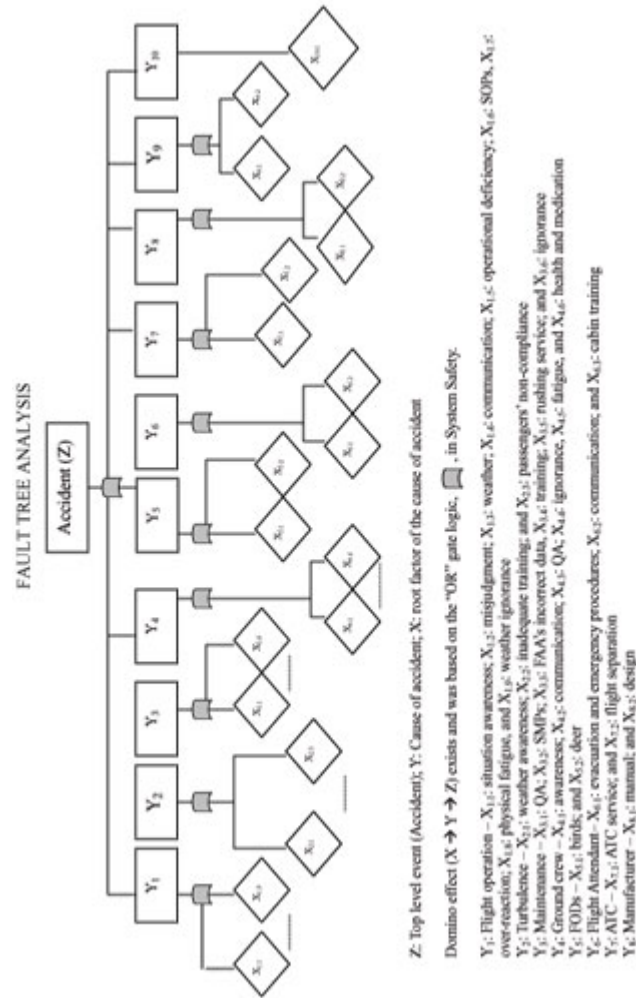 FAULT TREE ANALYSIS
Accident (Z)
Y₁ Y₂ Y₃ Y₄ Y₅ Y₆ Y₇ Y₈ Y₉ Y₁₀
Z: Top level event (Accident); Y: Cause of accident; X: root factor of the cause of accident
Domino effect (X → Y → Z) exists and was based on the "OR" gate logic, , in System Safety.
Y₁: Flight operation – X₁.₁: situation awareness; X₁.₂: misjudgment; X₁.₃: weather; X₁.₄: communication; X₁.₅: operational deficiency; X₁.₆: SOPs, X₁.₇:
over-reaction; X₁.₈: physical fatigue, and X₁.₉: weather ignorance
Y₂: Turbulence – X₂.₁: weather awareness; X₂.₂: inadequate training; and X₂.₃: passengers' non-compliance
Y₃: Maintenance – X₃.₁: QA; X₃.₂: SMPs; X₃.₃: FAA's incorrect data, X₃.₄: training; X₃.₅: rushing service; and X₃.₆: ignorance
Y₄: Ground crew – X₄.₁: awareness; X₄.₂: communication; X₄.₃: QA; X₄.₄: ignorance, X₄.₅: fatigue, and X₄.₆: health and medication
Y₅: FODs – X₅.₁: birds; and X₅.₂: deer
Y₆: Flight Attendant – X₆.₁: evacuation and emergency procedures; X₆.₂: communication; and X₆.₃: cabin training
Y₇: ATC – X₇.₁: ATC service; and X₇.₂: flight separation
Y₈: Manufacturer – X₈.₁: manual; and X₈.₂: design